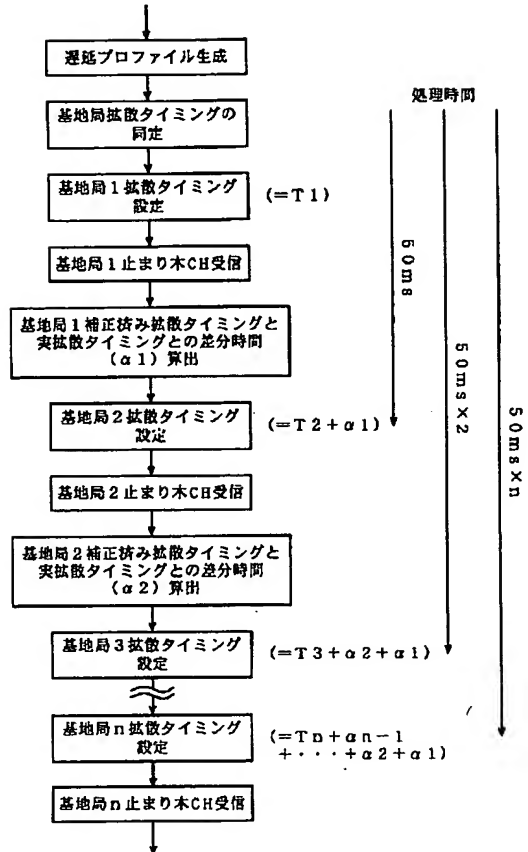 遅延プロファイル生成
処理時間
基地局拡散タイミングの
同定
基地局1拡散タイミング
設定
(=T1)
基地局1止まり木CH受信
50ms
基地局1補正済み拡散タイミングと
実拡散タイミングとの差分時間
(α1)算出
50ms×2
50ms×n
基地局2拡散タイミング
設定
(=T2+α1)
基地局2止まり木CH受信
基地局2補正済み拡散タイミングと
実拡散タイミングとの差分時間
(α2)算出
基地局3拡散タイミング
設定
(=T3+α2+α1)
基地局n拡散タイミング
設定
(=Tn+αn-1
+・・・+α2+α1)
基地局n止まり木CH受信